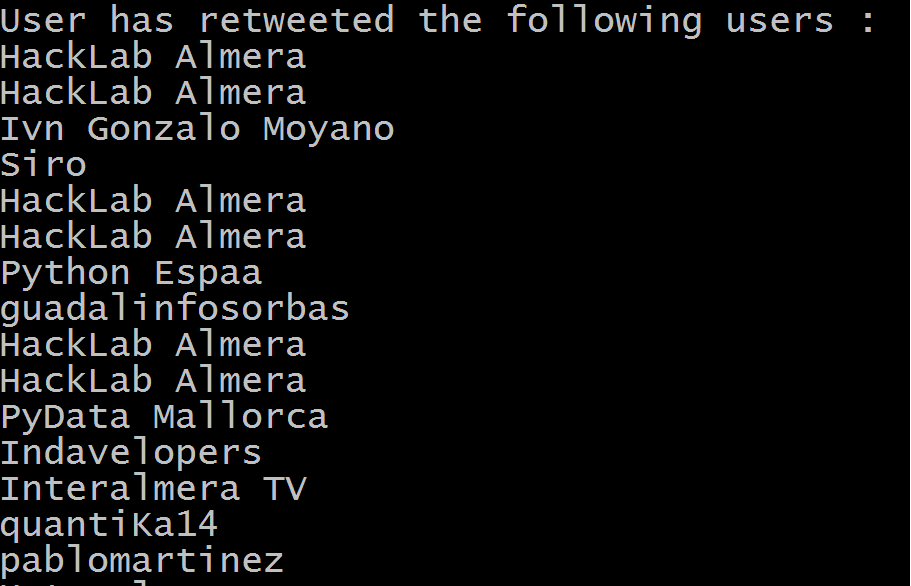 User has retweeted the following users :
HackLab Almera
HackLab Almera
Ivn Gonzalo Moyano
Siro
HackLab Almera
HackLab Almera
Python Espaa
guadalinfosorbas
HackLab Almera
HackLab Almera
PyData Mallorca
Indavelopers
Interalmera TV
quantiKa14
pablomartinez